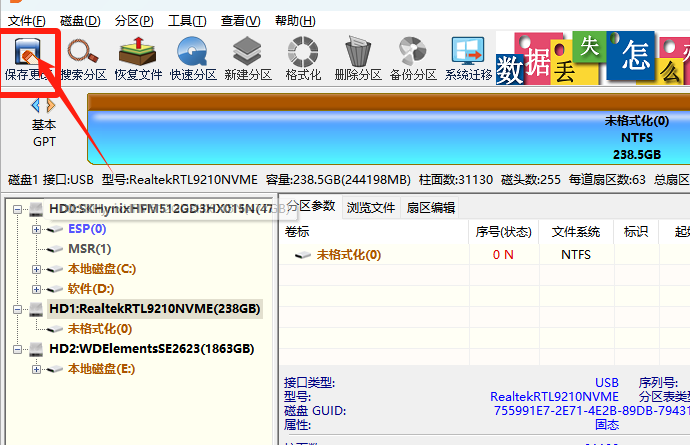 文件(F) 磁盘(D) 分区(P) 工具(T) 查看(V) 帮助(H)
保存更 搜索分区 恢复文件 快速分区 新建分区 格式化 删除分区 备份分区 系统迁移 数据丢失怎么
基本
GPT
未格式化(0)
NTFS
238.5GB
磁盘1 接口:USB 型号:RealtekRTL9210NVME 容量:238.5GB(244198MB) 柱面数:31130 磁头数:255 每道扇区数:63 总扇区
HD0:SKHynixHFM512GD3HX015N(47
ESP(0)
MSR(1)
本地磁盘(C:)
软件(D:)
HD1:RealtekRTL9210NVME(238GB)
未格式化(0)
HD2:WDElementsSE2623(1863GB)
本地磁盘(E:)
分区参数 浏览文件 扇区编辑
卷标 序号(状态) 文件系统 标识 起始
未格式化(0) 0 N NTFS
接口类型: USB 序列号:
型号: RealtekRTL9210NVME 分区表类型
磁盘 GUID: 755991E7-2E71-4E2B-89DB-79431
属性: 固态